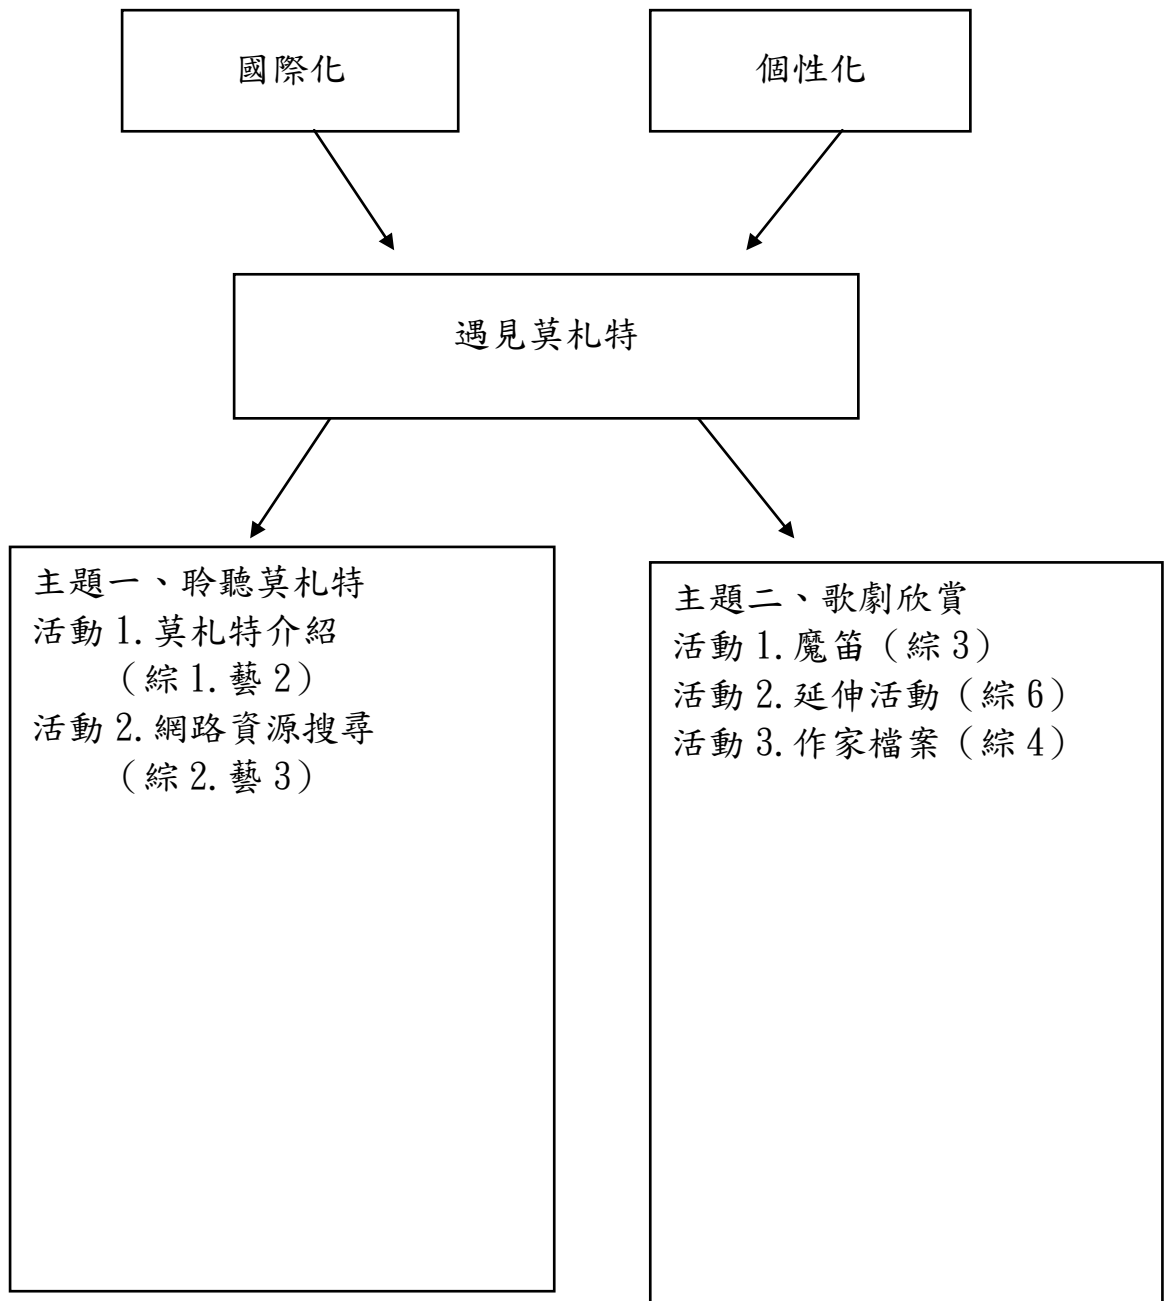 國際化
個性化
遇見莫札特
主題一、聆聽莫札特
活動 1.莫札特介紹
（綜 1.藝 2）
活動 2.網路資源搜尋
（綜 2.藝 3）
主題二、歌劇欣賞
活動 1.魔笛（綜 3）
活動 2.延伸活動（綜 6）
活動 3.作家檔案（綜 4）